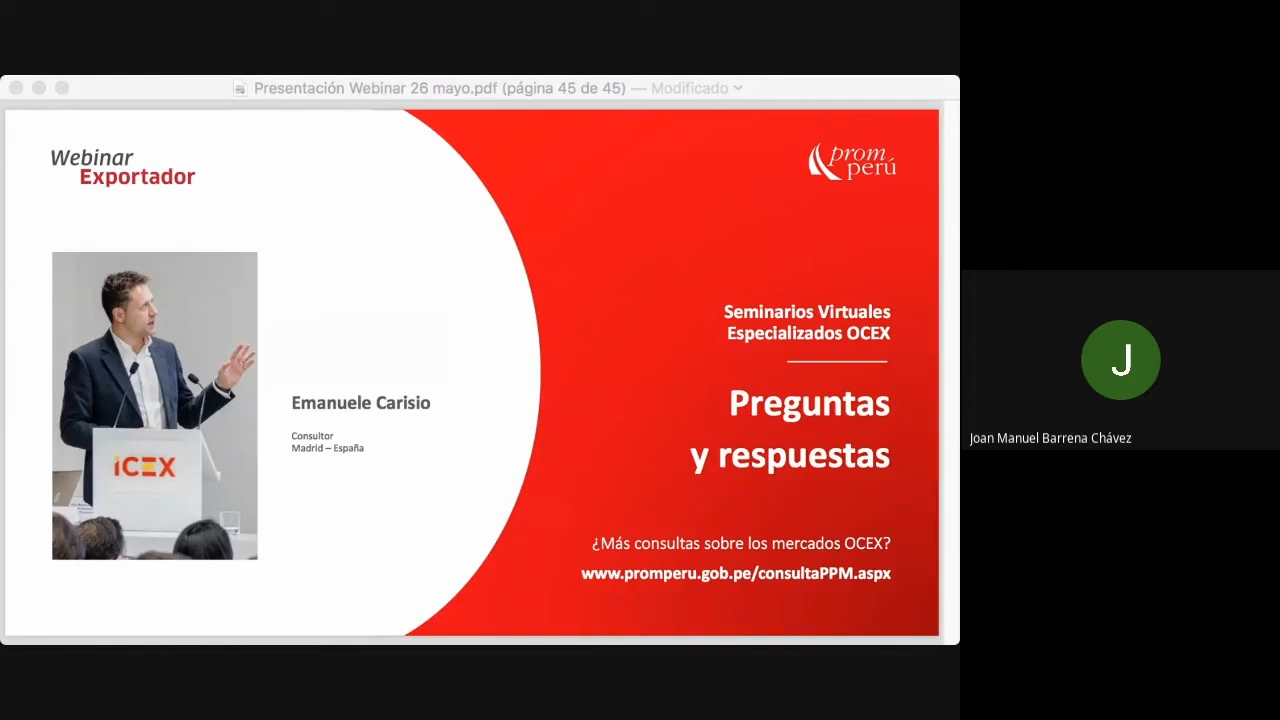 Presentación Webinar 26 mayo.pdf (página 45 de 45) — Modificado
Webinar
Exportador
prom
perú
iCEX
Emanuele Carisio
Consultor
Madrid – España
Seminarios Virtuales
Especializados OCEX
Preguntas
y respuestas
¿Más consultas sobre los mercados OCEX?
www.promperu.gob.pe/consultaPPM.aspx
J
Joan Manuel Barrena Chávez